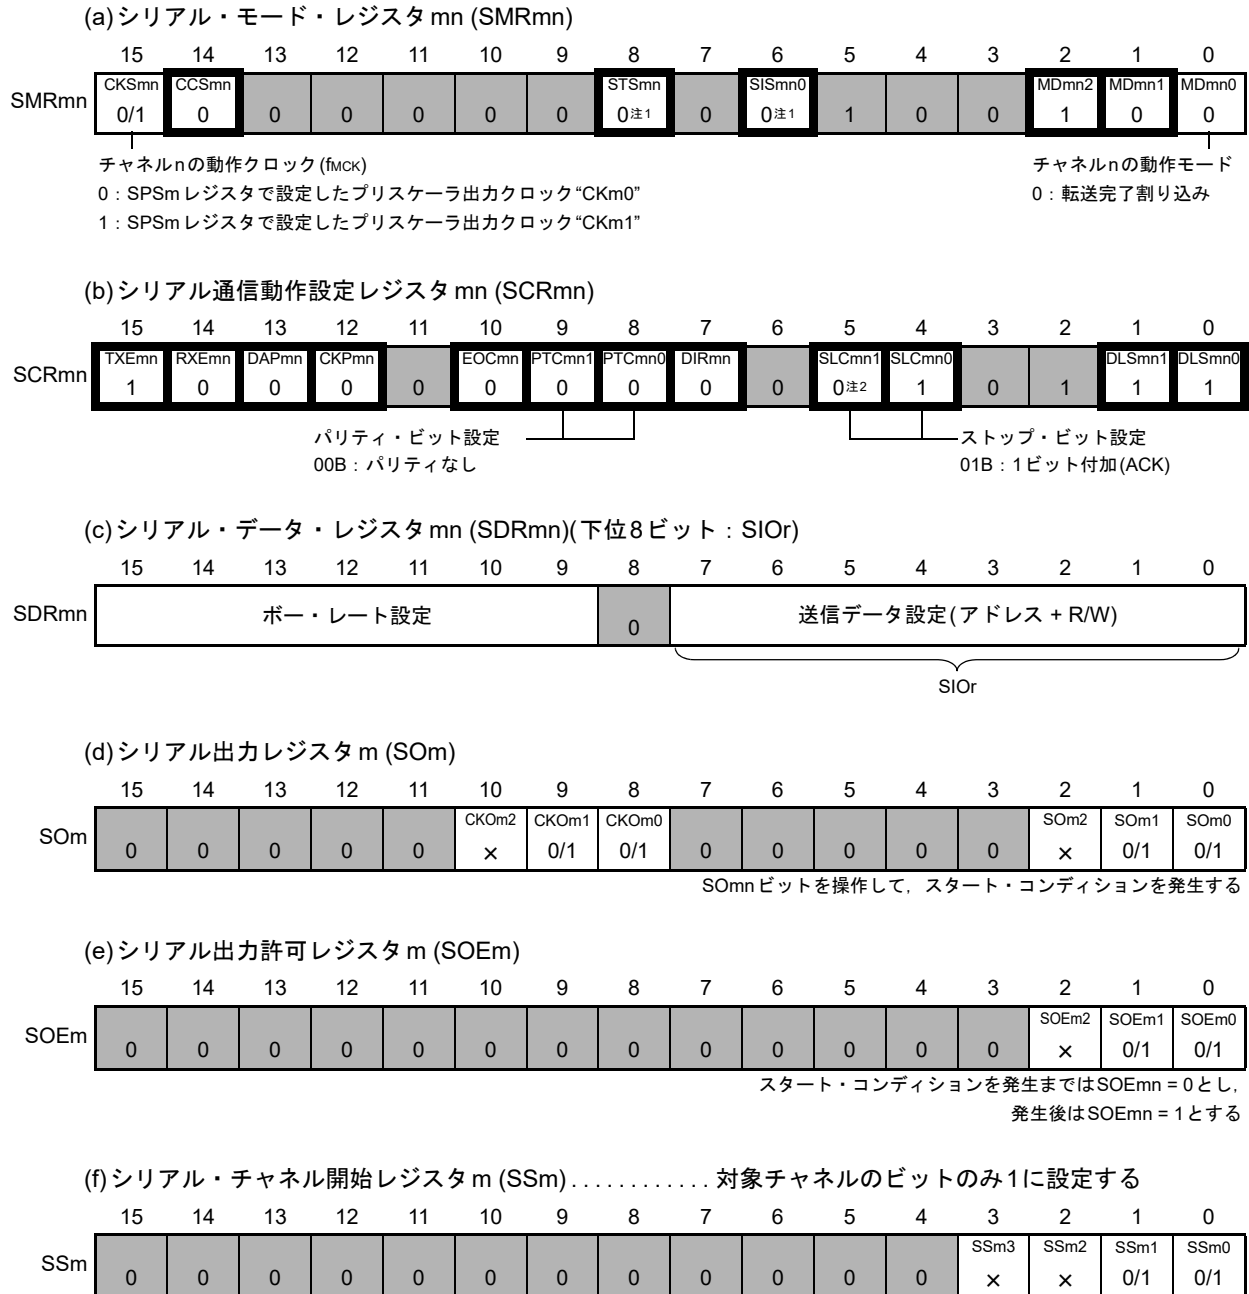 (a)シリアル・モード・レジスタmn (SMRmn)
15 14 13 12 11 10 9 8 7 6 5 4 3 2 1 0
CKSmn CCSmn STSmn SISmn0 MDmn2 MDmn1 MDmn0
SMRmn 0/1 0 0 0 0 0 0 0注1 0 0注1 1 0 0 1 0 0
チャネルnの動作クロック(fMCK) チャネルnの動作モード
0：SPSmレジスタで設定したプリスケーラ出力クロック“CKm0” 0：転送完了割り込み
1：SPSmレジスタで設定したプリスケーラ出力クロック“CKm1”
(b)シリアル通信動作設定レジスタmn (SCRmn)
15 14 13 12 11 10 9 8 7 6 5 4 3 2 1 0
TXEmn RXEmn DAPmn CKPmn EOCmn PTCmn1 PTCmn0 DIRmn SLCmn1 SLCmn0 DLSmn1 DLSmn0
SCRmn 1 0 0 0 0 0 0 0 0 0 0注2 1 0 1 1 1
パリティ・ビット設定 ストップ・ビット設定
00B：パリティなし 01B：1ビット付加(ACK)
(c)シリアル・データ・レジスタmn (SDRmn)(下位8ビット：SIOr)
15 14 13 12 11 10 9 8 7 6 5 4 3 2 1 0
SDRmn ボー・レート設定 0 送信データ設定(アドレス + R/W)
SIOr
(d)シリアル出力レジスタm (SOm)
15 14 13 12 11 10 9 8 7 6 5 4 3 2 1 0
CKOm2 CKOm1 CKOm0 SOm2 SOm1 SOm0
SOm 0 0 0 0 0 × 0/1 0/1 0 0 0 0 0 × 0/1 0/1
SOmnビットを操作して，スタート・コンディションを発生する
(e)シリアル出力許可レジスタm (SOEm)
15 14 13 12 11 10 9 8 7 6 5 4 3 2 1 0
SOEm2 SOEm1 SOEm0
SOEm 0 0 0 0 0 0 0 0 0 0 0 0 0 × 0/1 0/1
スタート・コンディションを発生まではSOEmn = 0とし，
発生後はSOEmn = 1とする
(f)シリアル・チャネル開始レジスタm (SSm)............対象チャネルのビットのみ1に設定する
15 14 13 12 11 10 9 8 7 6 5 4 3 2 1 0
SSm3 SSm2 SSm1 SSm0
SSm 0 0 0 0 0 0 0 0 0 0 0 0 × × 0/1 0/1